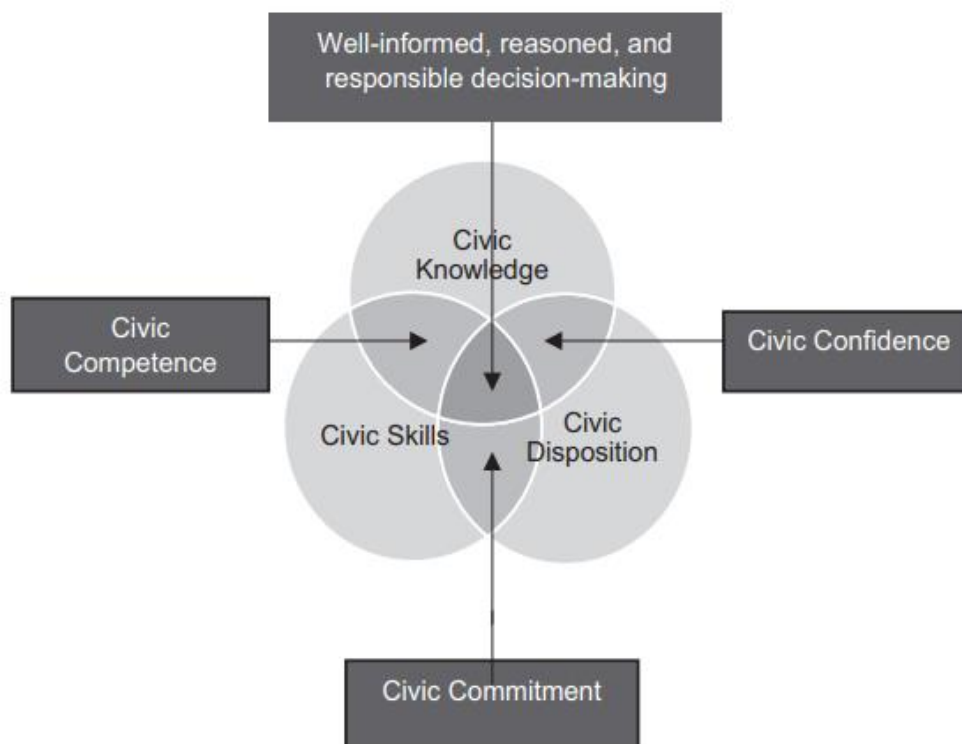 Well-informed, reasoned, and
responsible decision-making
Civic
Knowledge
Civic
Competence
Civic Confidence
Civic Skills
Civic
Disposition
Civic Commitment